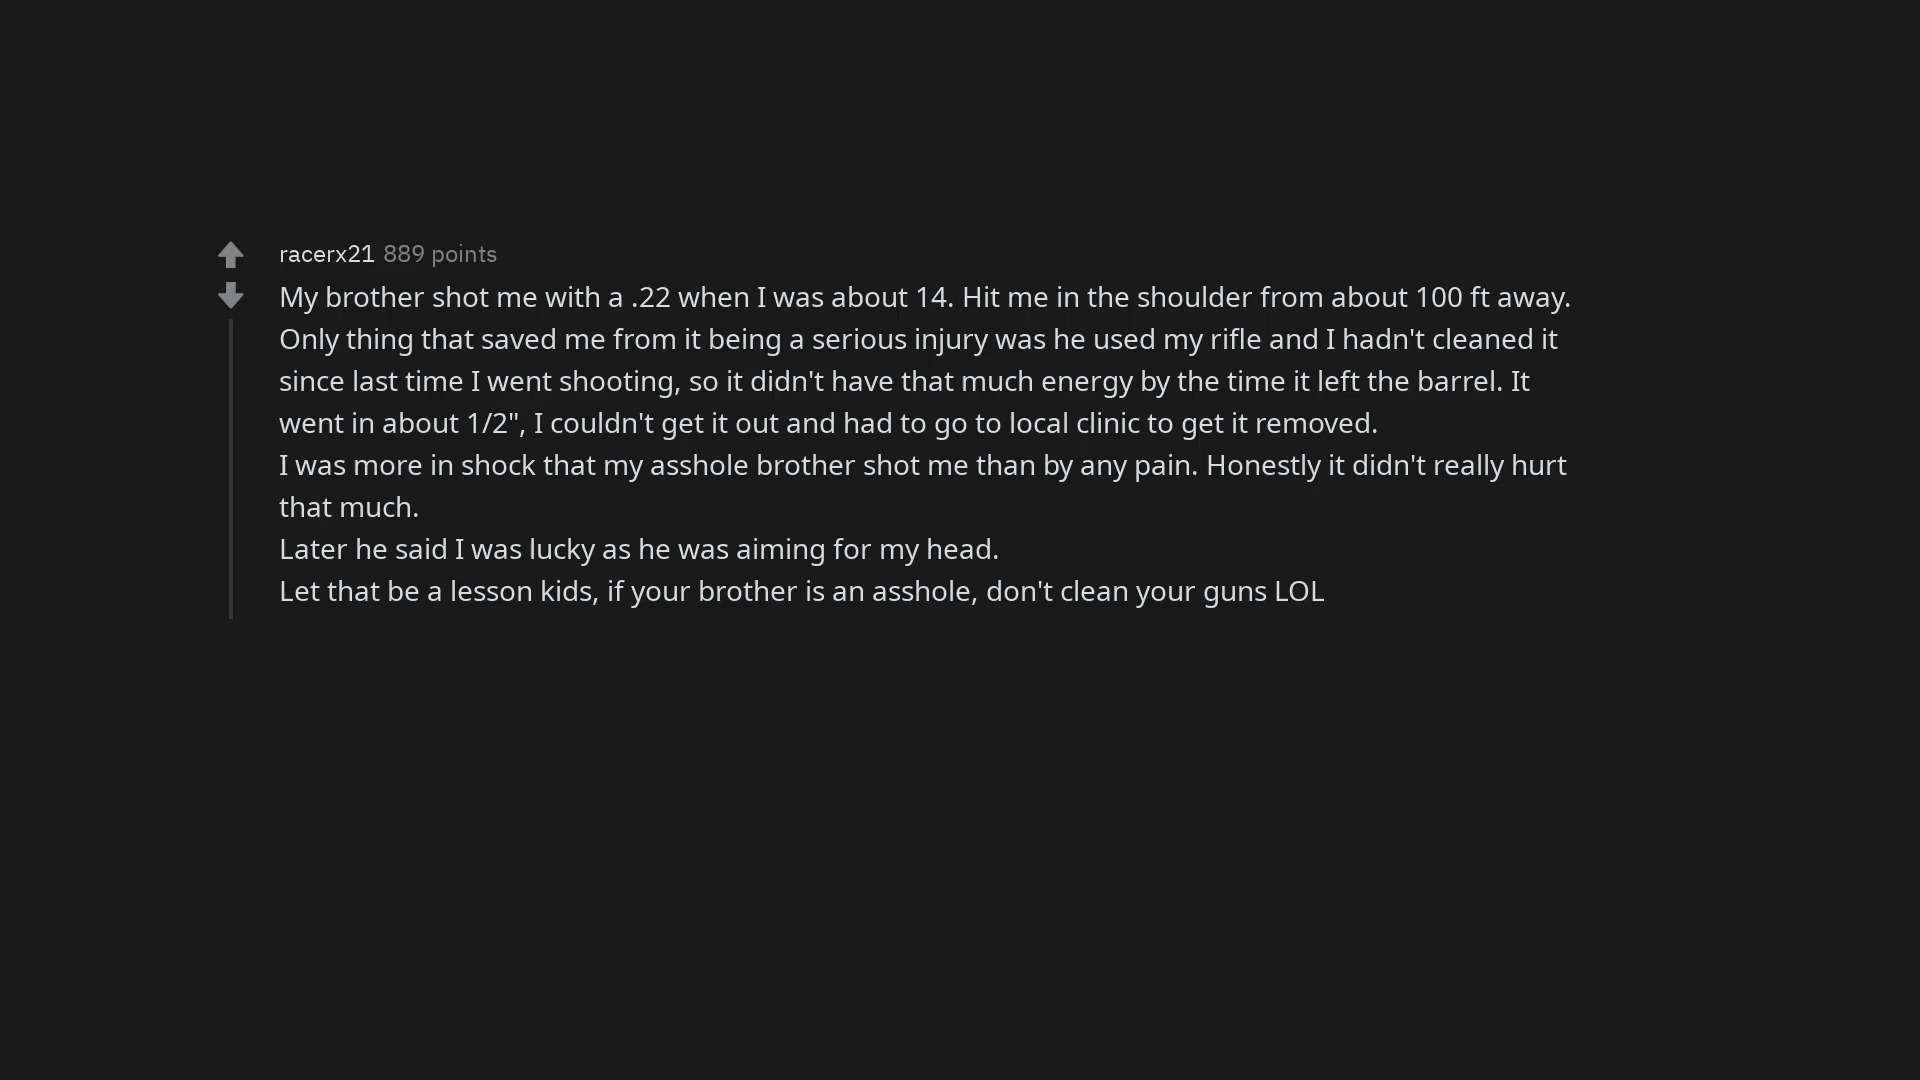 racerx21 889 points
My brother shot me with a .22 when I was about 14. Hit me in the shoulder from about 100 ft away.
Only thing that saved me from it being a serious injury was he used my rifle and I hadn't cleaned it
since last time I went shooting, so it didn't have that much energy by the time it left the barrel. It
went in about 1/2", I couldn't get it out and had to go to local clinic to get it removed.
I was more in shock that my asshole brother shot me than by any pain. Honestly it didn't really hurt
that much.
Later he said I was lucky as he was aiming for my head.
Let that be a lesson kids, if your brother is an asshole, don't clean your guns LOL